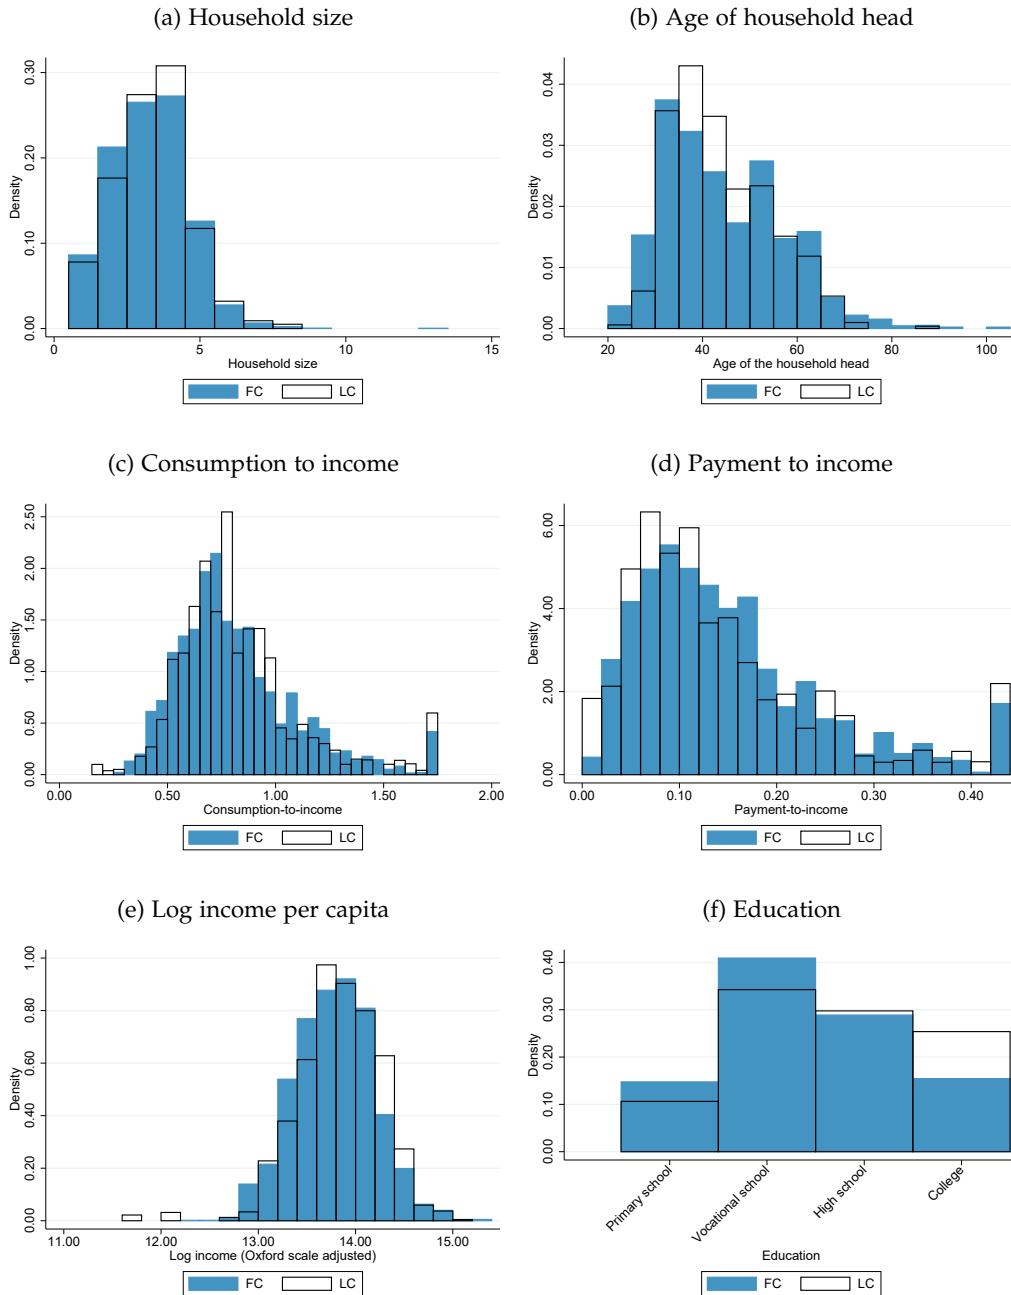 (a) Household size
0.30
0.20
0.10
0.00
Density
0
5
10
15
Household size
FC
LC
(b) Age of household head
0.04
0.03
0.02
0.01
0.00
Density
20
40
60
80
100
Age of the household head
FC
LC
(c) Consumption to income
2.50
2.00
1.50
1.00
0.50
0.00
Density
0.00
0.50
1.00
1.50
2.00
Consumption-to-income
FC
LC
(d) Payment to income
6.00
4.00
2.00
0.00
Density
0.00
0.10
0.20
0.30
0.40
Payment-to-income
FC
LC
(e) Log income per capita
1.00
0.80
0.60
0.40
0.20
0.00
Density
11.00
12.00
13.00
14.00
15.00
Log income (Oxford scale adjusted)
FC
LC
(f) Education
0.40
0.30
0.20
0.10
0.00
Density
Primary school
Vocational school
High school
College
Education
FC
LC